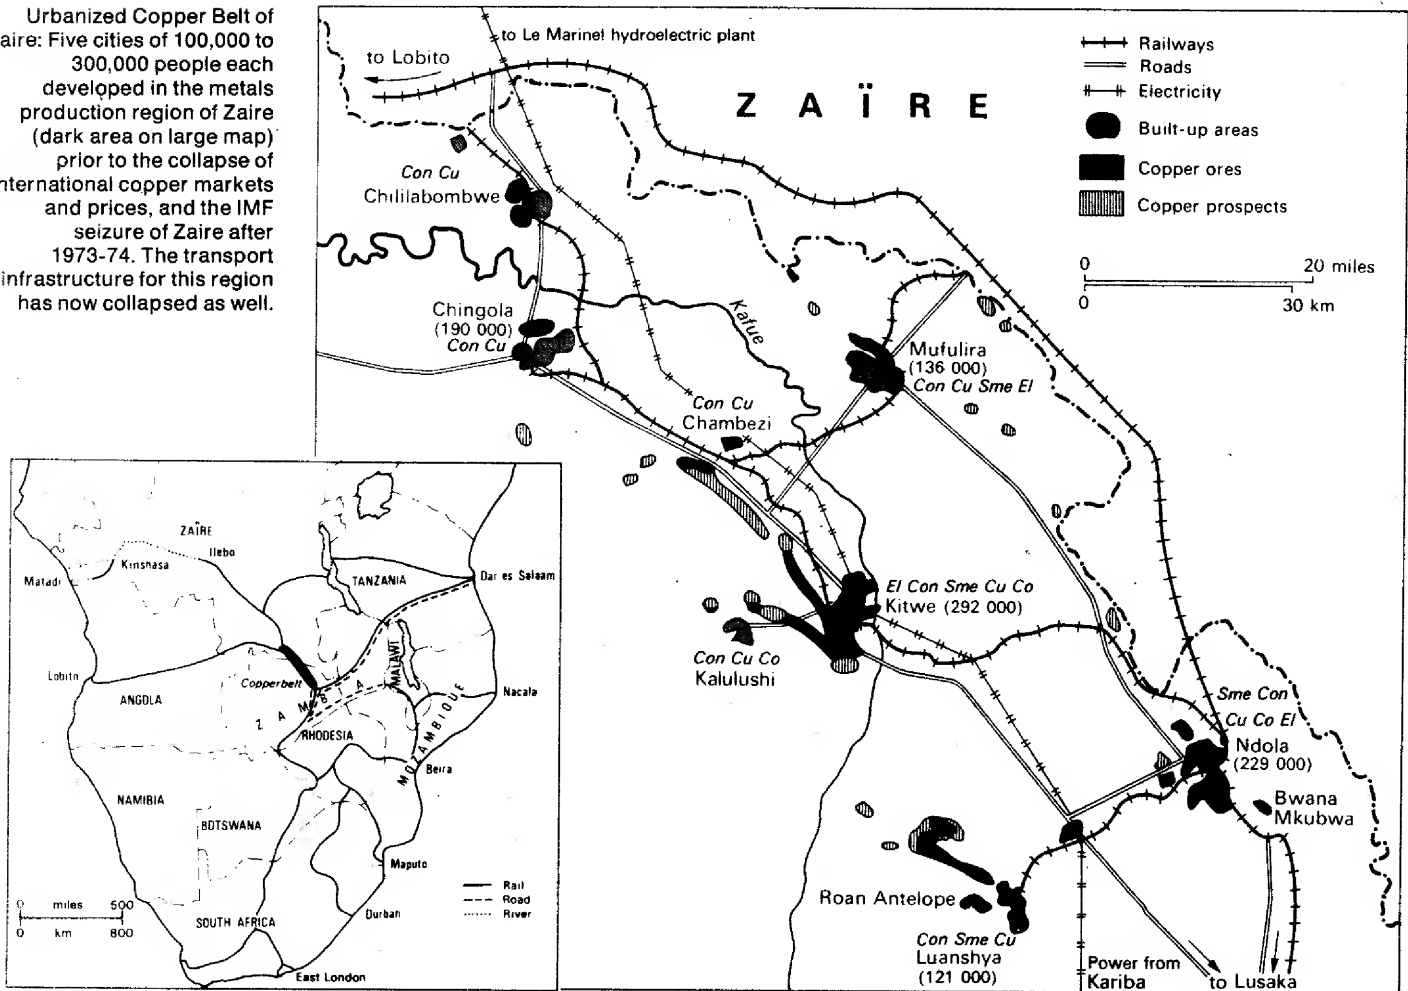 Urbanized Copper Belt of
aire: Five cities of 100,000 to
300,000 people each
developed in the metals
production region of Zaire
(dark area on large map)
prior to the collapse of
nternational copper markets
and prices, and the IMF
seizure of Zaire after
1973-74. The transport
infrastructure for this region
has now collapsed as well.
to Le Marinel hydroelectric plant
to Lobito
ZAÏRE
Railways
Roads
Electricity
Built-up areas
Copper ores
Copper prospects
0 20 miles
0 30 km
Con Cu
Chililabombwe
Chingola
(190 000)
Con Cu
Kafue
Mufulira
(136 000)
Con Cu Sme El
Con Cu
Chambezi
El Con Sme Cu Co
Kitwe (292 000)
Con Cu Co
Kalulushi
Sme Con
Cu Co El
Ndola
(229 000)
Bwana
Mkubwa
Roan Antelope
Con Sme Cu
Luanshya
(121 000)
Power from
Kariba
to Lusaka
ZAÏRE
Ilebo
Kinshasa
Matadi
TANZANIA
Dar es Salaam
Lobito
Copperbelt
ANGOLA
ZAMBIA
MALAWI
Nacala
RHODESIA
MOZAMBIQUE
Beira
NAMIBIA
BOTSWANA
Maputo
Rail
Road
River
0 miles 500
0 km 800
SOUTH AFRICA
Durban
East London